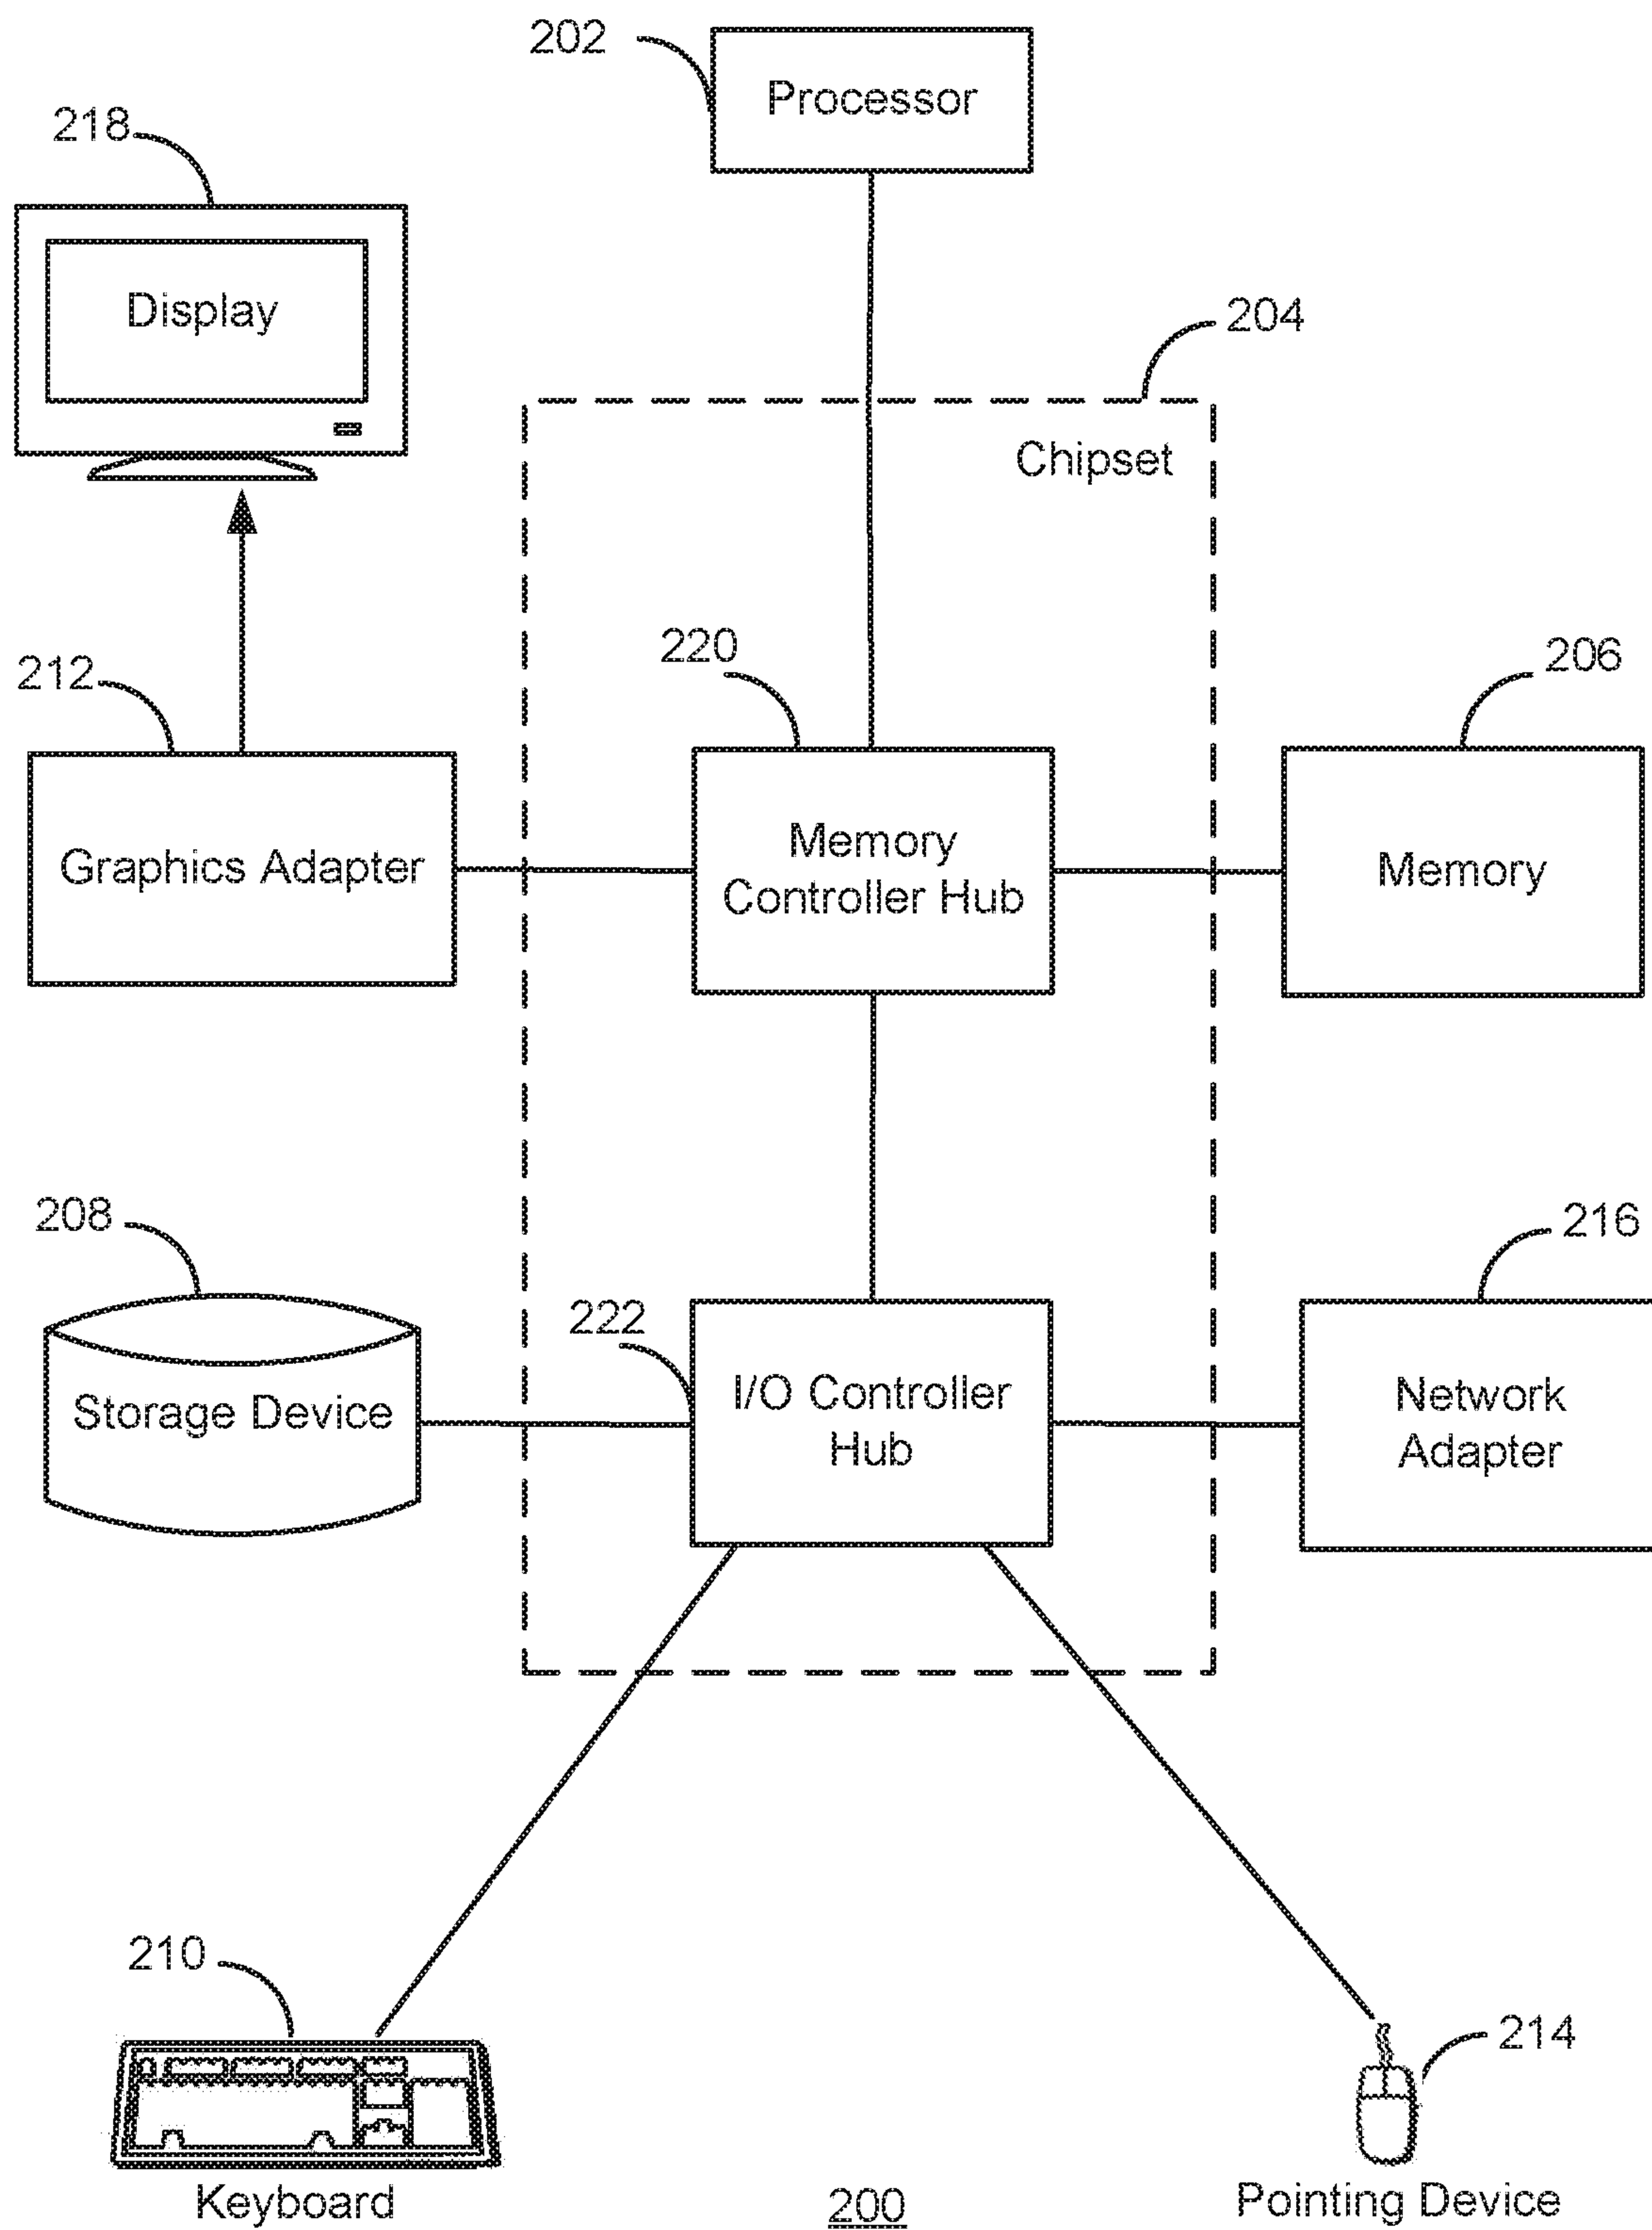 202
Processor
218
Display
204
Chipset
220
206
212
Memory
Controller Hub
Graphics Adapter
Memory
208
216
222
I/O Controller
Hub
Storage Device
Network
Adapter
210
214
Keyboard
200
Pointing Device